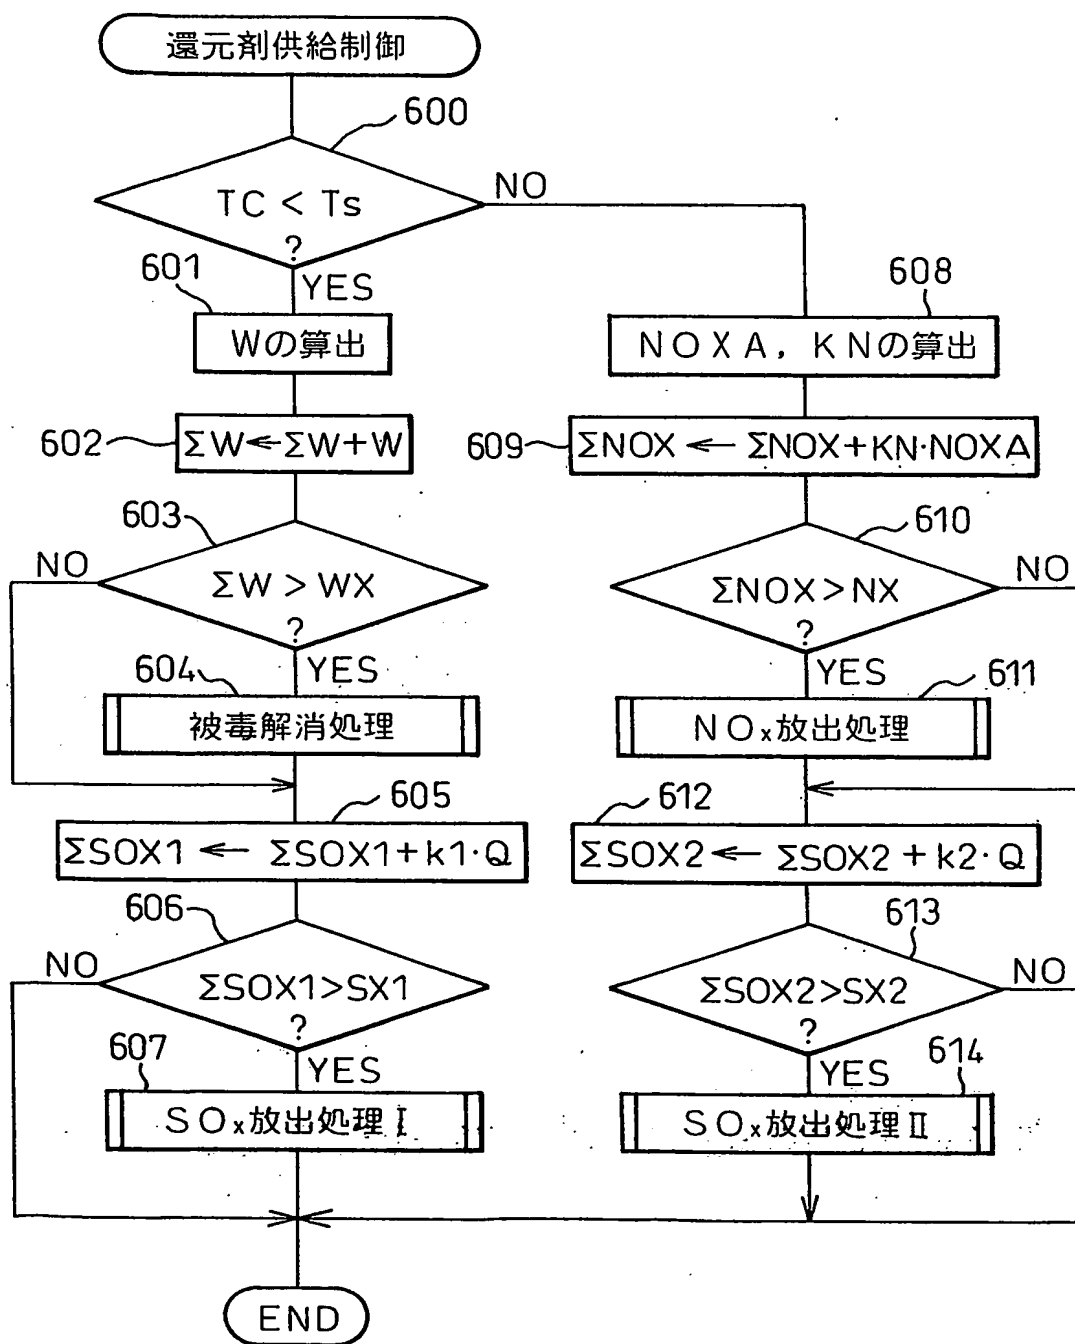 還元剤供給制御
600
TC < Ts
?
NO
YES
601
Wの算出
602
ΣW←ΣW+W
603
ΣW > WX
?
NO
YES
604
被毒解消処理
605
ΣSOX1 ← ΣSOX1+k1·Q
606
ΣSOX1>SX1
?
NO
YES
607
SOx放出処理 I
608
NOXA, KNの算出
609
ΣNOX ← ΣNOX+KN·NOXA
610
ΣNOX>NX
?
NO
YES
611
NOx放出処理
612
ΣSOX2 ← ΣSOX2 + k2·Q
613
ΣSOX2>SX2
?
NO
YES
614
SOx放出処理 II
END